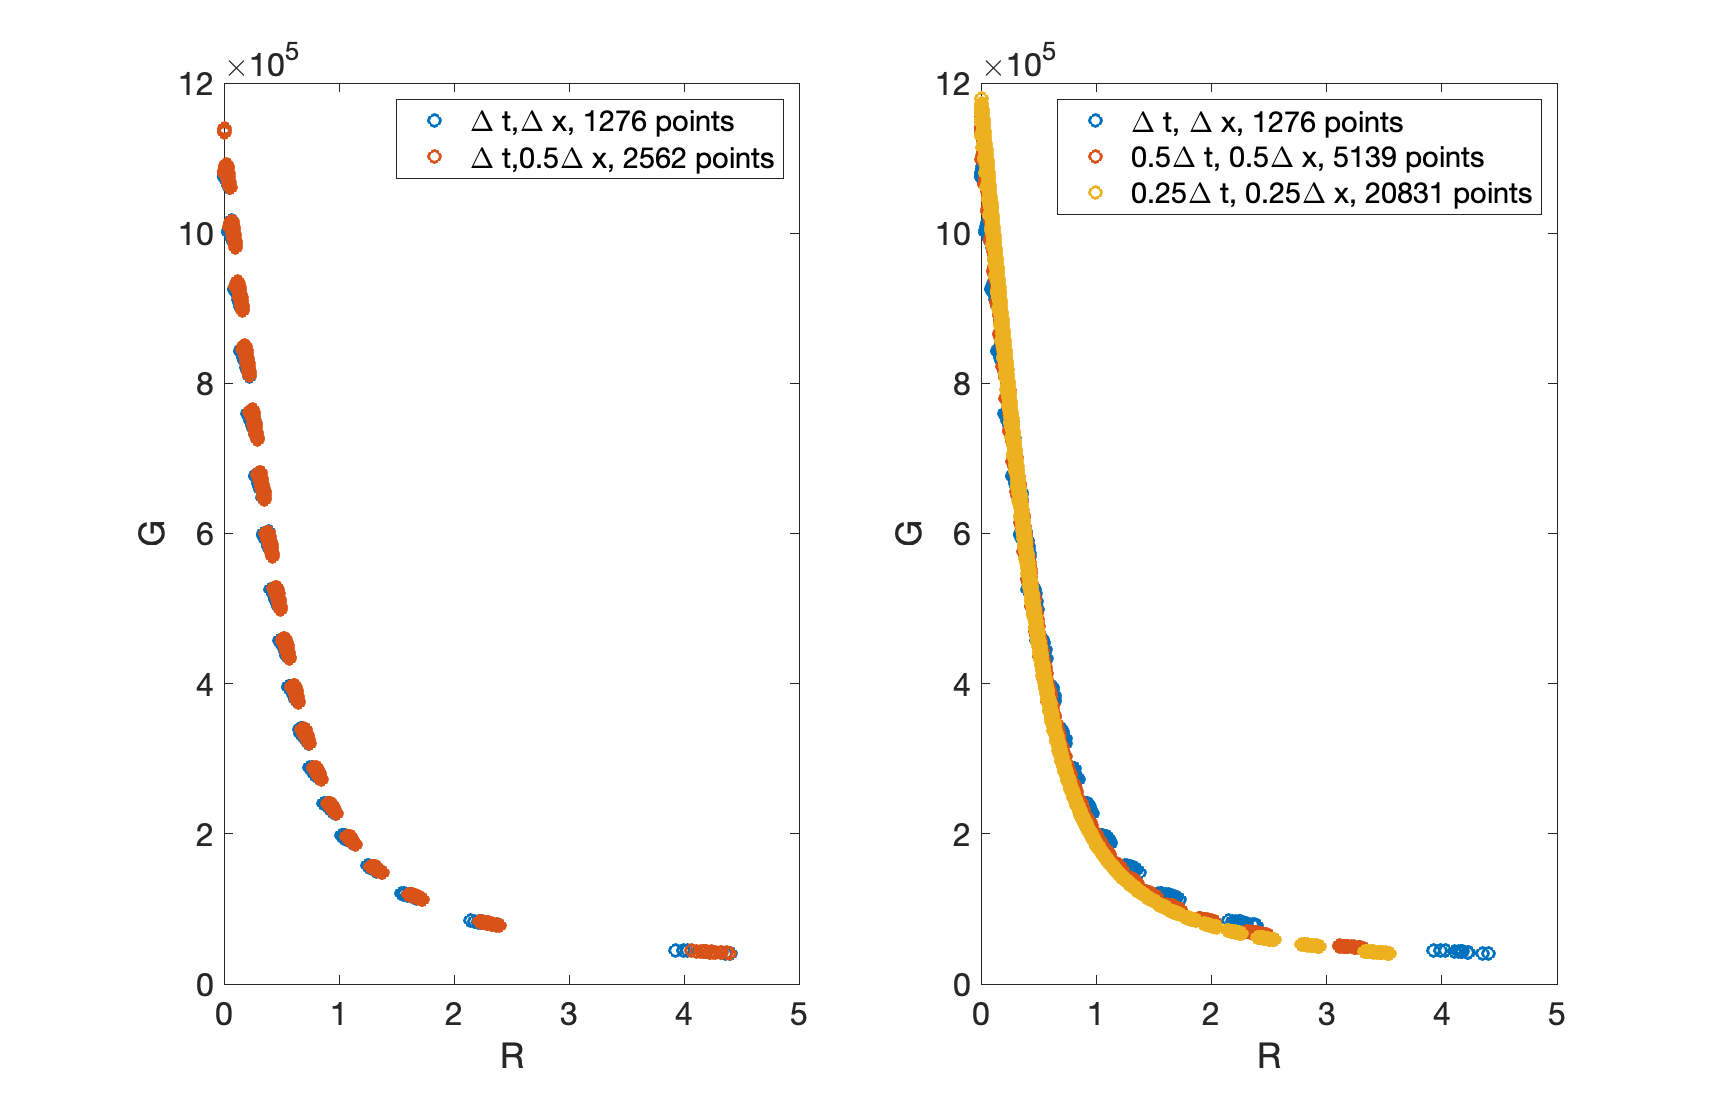 ×10^5
12
10
8
6
4
2
0
G
0 1 2 3 4 5
R
Δ t,Δ x, 1276 points
Δ t,0.5Δ x, 2562 points
×10^5
12
10
8
6
4
2
0
G
0 1 2 3 4 5
R
Δ t, Δ x, 1276 points
0.5Δ t, 0.5Δ x, 5139 points
0.25Δ t, 0.25Δ x, 20831 points